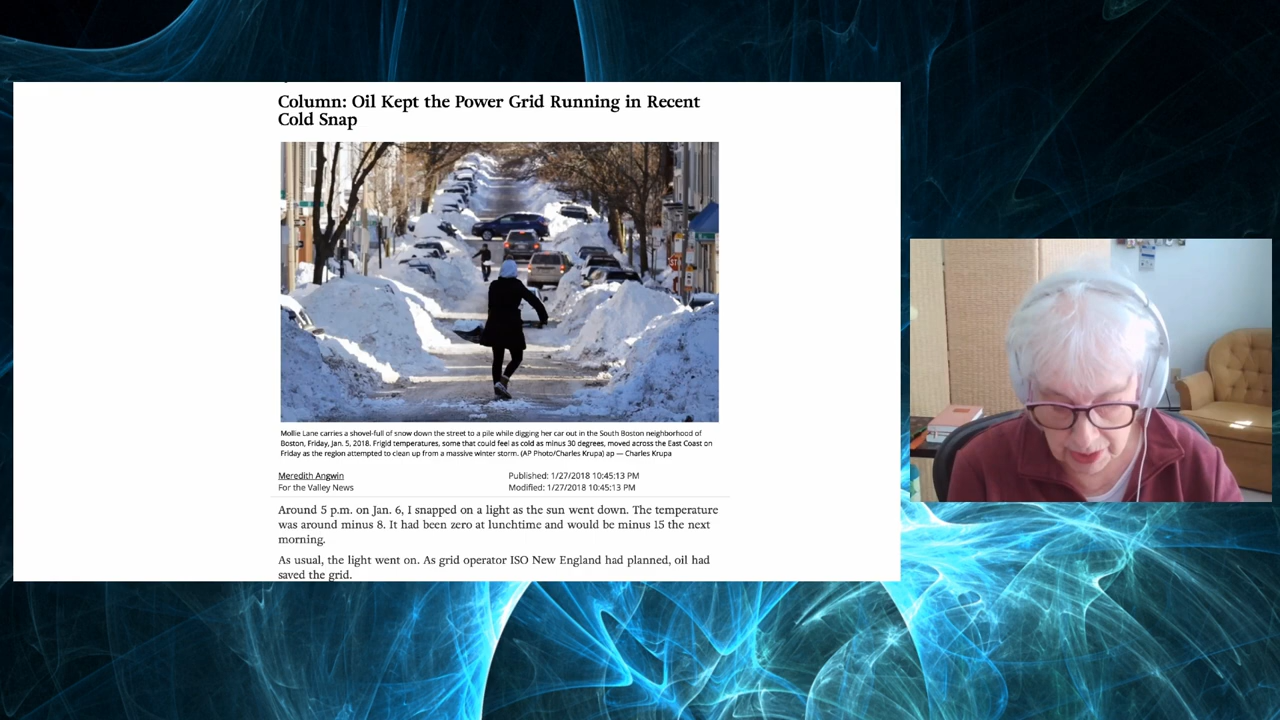 Column: Oil Kept the Power Grid Running in Recent
Cold Snap
Mollie Lane carries a shovel-full of snow down the street to a pile while digging her car out in the South Boston neighborhood of
Boston, Friday, Jan. 5, 2018. Frigid temperatures, some that could feel as cold as minus 30 degrees, moved across the East Coast on
Friday as the region attempted to clean up from a massive winter storm. (AP Photo/Charles Krupa) ap — Charles Krupa
Meredith Angwin
Published: 1/27/2018 10:45:13 PM
For the Valley News
Modified: 1/27/2018 10:45:13 PM
Around 5 p.m. on Jan. 6, I snapped on a light as the sun went down. The temperature
was around minus 8. It had been zero at lunchtime and would be minus 15 the next
morning.
As usual, the light went on. As grid operator ISO New England had planned, oil had
saved the grid.